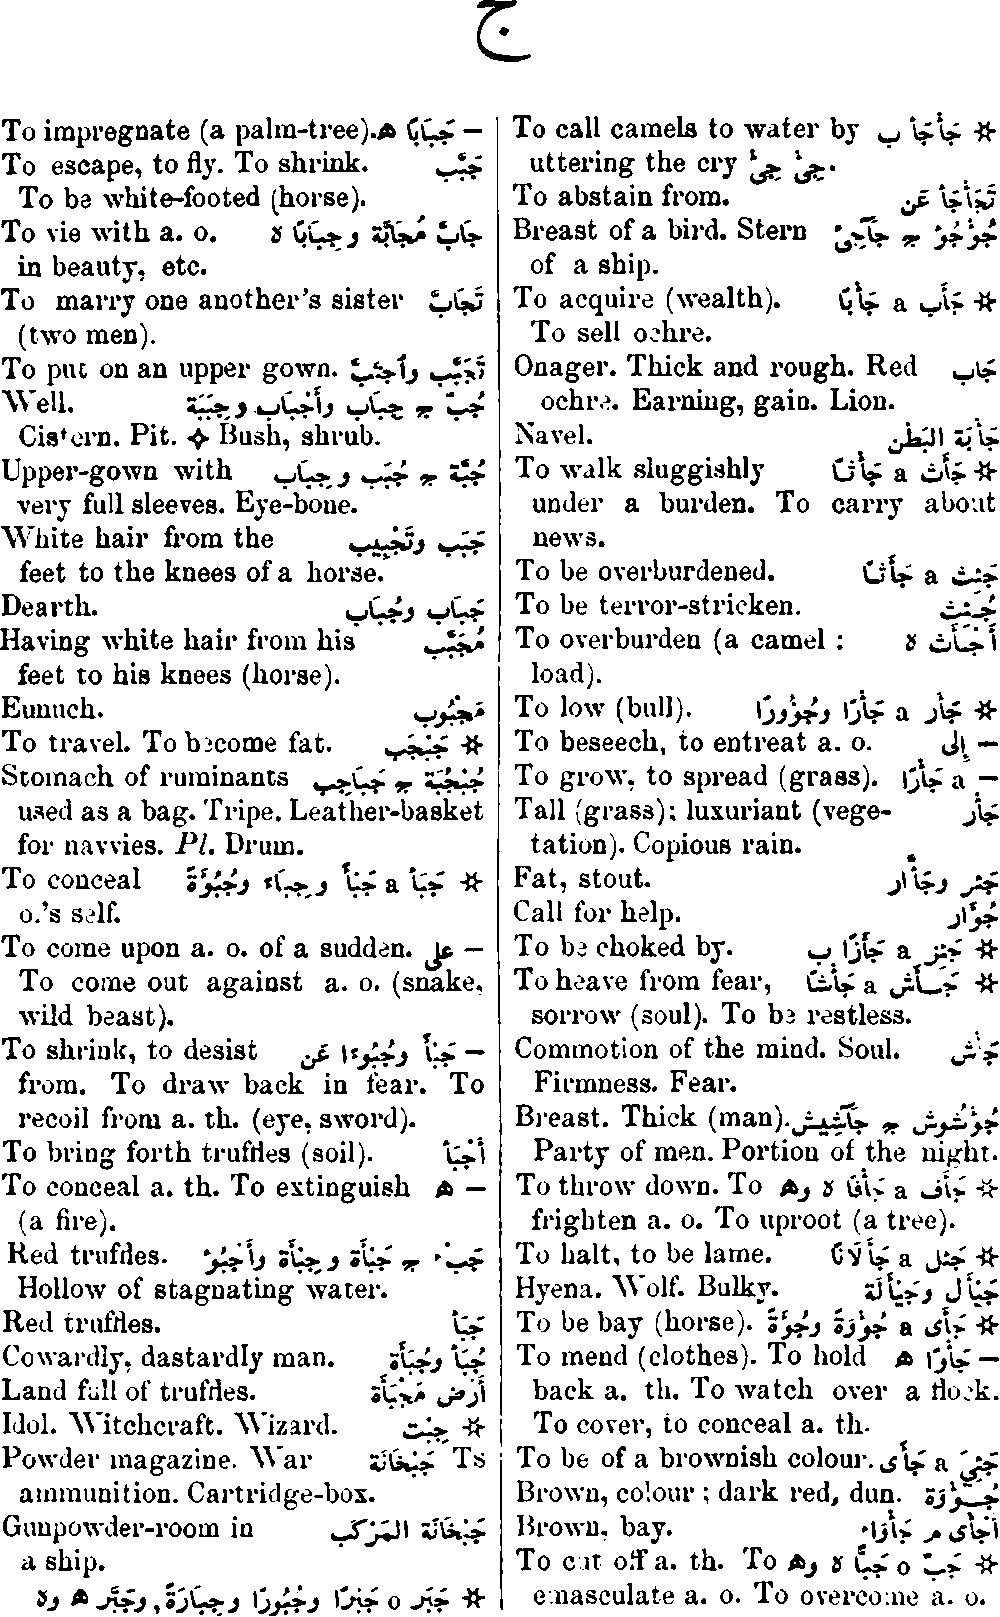 ج
To call camels to water by ✡ جَأْجَأَ ب
uttering the cry جِئْ جِئْ.
To abstain from. تَجَأْجَأَ عَن
Breast of a bird. Stern جُؤْجُؤ ج جَآجِئ
of a ship.
To acquire (wealth). ✡ جَأَب a جَأْبًا
To sell ochre.
Onager. Thick and rough. Red جَأْب
ochre. Earning, gain. Lion.
Navel. جَأْبَة البَطْن
To walk sluggishly ✡ جَأَث a جَأْثًا
under a burden. To carry about
news.
To be overburdened. جَئِث a جَأَثًا
To be terror-stricken. جُئِث
To overburden (a camel : أَجْأَث ه
load).
To low (bull). ✡ جَأَر a جَأْرًا وجُؤَارًا
To beseech, to entreat a. o. — إِلى
To grow, to spread (grass). — a جَأْرًا
Tall (grass); luxuriant (vege- جَأْر
tation). Copious rain.
Fat, stout. جَئْر وجَأَّار
Call for help. جُؤَار
To be choked by. ✡ جَئِز a جَأَزًا ب
To heave from fear, ✡ جَأَش a جَأْشًا
sorrow (soul). To be restless.
Commotion of the mind. Soul. جَأْش
Firmness. Fear.
Breast. Thick (man). جُؤْشُوش ج جَآشِيش
Party of men. Portion of the night.
To throw down. To ✡ جَأَف a جَأْفًا ه وه
frighten a. o. To uproot (a tree).
To halt, to be lame. ✡ جَئِل a جَأَلَانًا
Hyena. Wolf. Bulky. جَيْأَل وجَيْأَلَة
To be bay (horse). ✡ جَأَى a جُؤْوَة وجُؤَة
To mend (clothes). To hold — جَأْوًا ه
back a. th. To watch over a flock.
To cover, to conceal a. th.
To be of a brownish colour. جَئِيَ a جَأًى
Brown, colour ; dark red, dun. جُؤْوَة
Brown, bay. أَجْأَى م جَأْوَاء
To cut off a. th. To ✡ جَبّ o جَبًّا ه وه
emasculate a. o. To overcome a. o.
To impregnate (a palm-tree). — جَبَابًا ه
To escape, to fly. To shrink. جَبَّب
To be white-footed (horse).
To vie with a. o. جَابّ مُجَابَّة وجِبَابًا ه
in beauty, etc.
To marry one another's sister تَجَابَّ
(two men).
To put on an upper gown. تَجَبَّب واجْتَبّ
Well. جُبّ ج جِبَاب وأَجْبَاب وجِبَبَة
Cistern. Pit. ✧ Bush, shrub.
Upper-gown with جُبَّة ج جُبَب وجِبَاب
very full sleeves. Eye-bone.
White hair from the جَبَب وتَجْبِيب
feet to the knees of a horse.
Dearth. جَبَاب وجُبَاب
Having white hair from his مُجَبَّب
feet to his knees (horse).
Eunuch. مَجْبُوب
To travel. To become fat. ✡ جَبْجَب
Stomach of ruminants جُبْجُبَة ج جَبَاجِب
used as a bag. Tripe. Leather-basket
for navvies. Pl. Drum.
To conceal ✡ جَبَأ a جَبْأً وجِبَاء وجُبُوْءَة
o.'s self.
To come upon a. o. of a sudden. — على
To come out against a. o. (snake,
wild beast).
To shrink, to desist — جَبْأً وجُبُوءًا عَن
from. To draw back in fear. To
recoil from a. th. (eye, sword).
To bring forth truffles (soil). أَجْبَأَ
To conceal a. th. To extinguish — ه
(a fire).
Red truffles. جَبْء ج جَبْأَة وجِبْأَة وأَجْبُؤ
Hollow of stagnating water.
Red truffles. جَبَأ
Cowardly, dastardly man. جُبَّأ وجُبَّأَة
Land full of truffles. أَرْض مَجْبَأَة
Idol. Witchcraft. Wizard. ✡ جِبْت
Powder magazine. War Ts جَبْخَانَة
ammunition. Cartridge-box.
Gunpowder-room in جَبْخَانَة المَرْكَب
a ship.
✡ جَبَر o جَبْرًا وجُبُورًا وجِبَارَةً, وجَبَّر ه وه